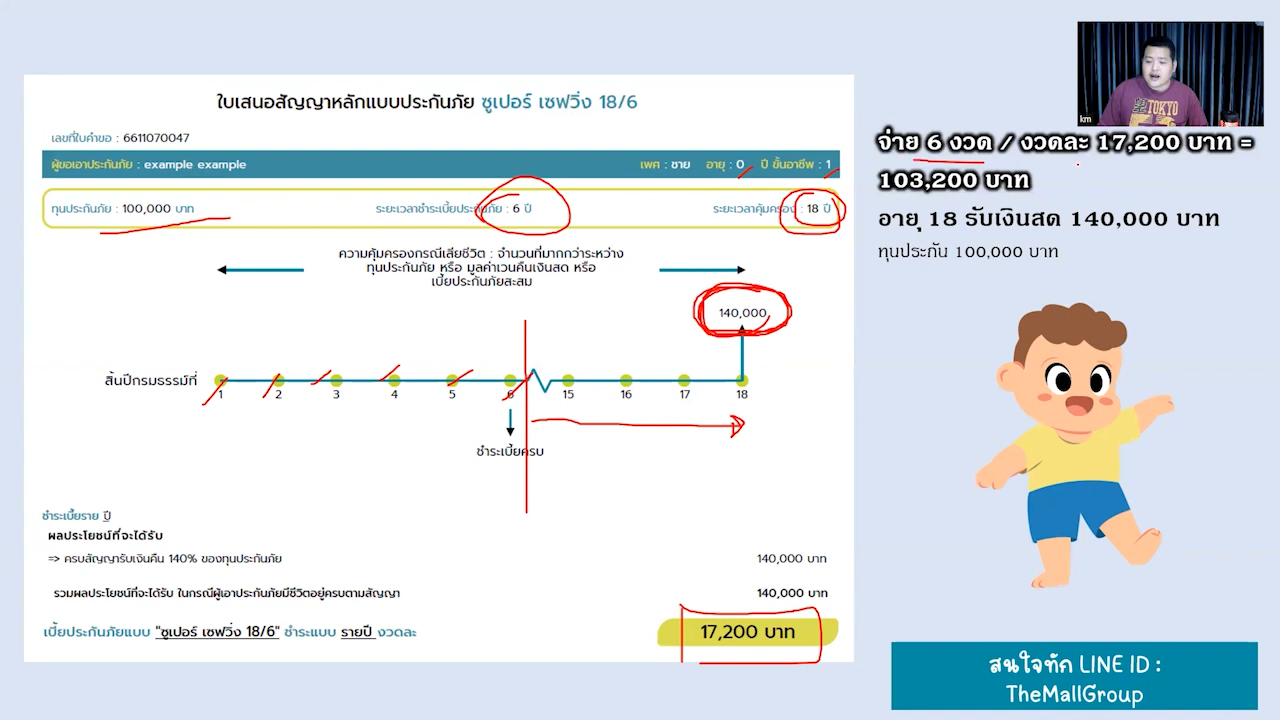 ใบเสนอสัญญาหลักแบบประกันภัย ซูเปอร์ เซฟวิ่ง 18/6
เลขที่ใบคำขอ : 6611070047
ผู้ขอเอาประกันภัย : example example เพศ : ชาย อายุ : 0 ปี ขั้นอาชีพ : 1
ทุนประกันภัย : 100,000 บาท ระยะเวลาชำระเบี้ยประกันภัย : 6 ปี ระยะเวลาคุ้มครอง : 18 ปี
ความคุ้มครองกรณีเสียชีวิต : จำนวนที่มากกว่าระหว่าง
ทุนประกันภัย หรือ มูลค่าเวนคืนเงินสด หรือ
เบี้ยประกันภัยสะสม
140,000
สิ้นปีกรมธรรม์ที่
1 2 3 4 5 6 15 16 17 18
ชำระเบี้ยครบ
ชำระเบี้ยราย ปี
ผลประโยชน์ที่จะได้รับ
=> ครบสัญญารับเงินคืน 140% ของทุนประกันภัย 140,000 บาท
รวมผลประโยชน์ที่จะได้รับ ในกรณีผู้เอาประกันภัยมีชีวิตอยู่ครบตามสัญญา 140,000 บาท
เบี้ยประกันภัยแบบ "ซูเปอร์ เซฟวิ่ง 18/6" ชำระแบบ รายปี งวดละ 17,200 บาท
TOKYO
km
จ่าย 6 งวด / งวดละ 17,200 บาท =
103,200 บาท
อายุ 18 รับเงินสด 140,000 บาท
ทุนประกัน 100,000 บาท
สนใจทัก LINE ID :
TheMallGroup